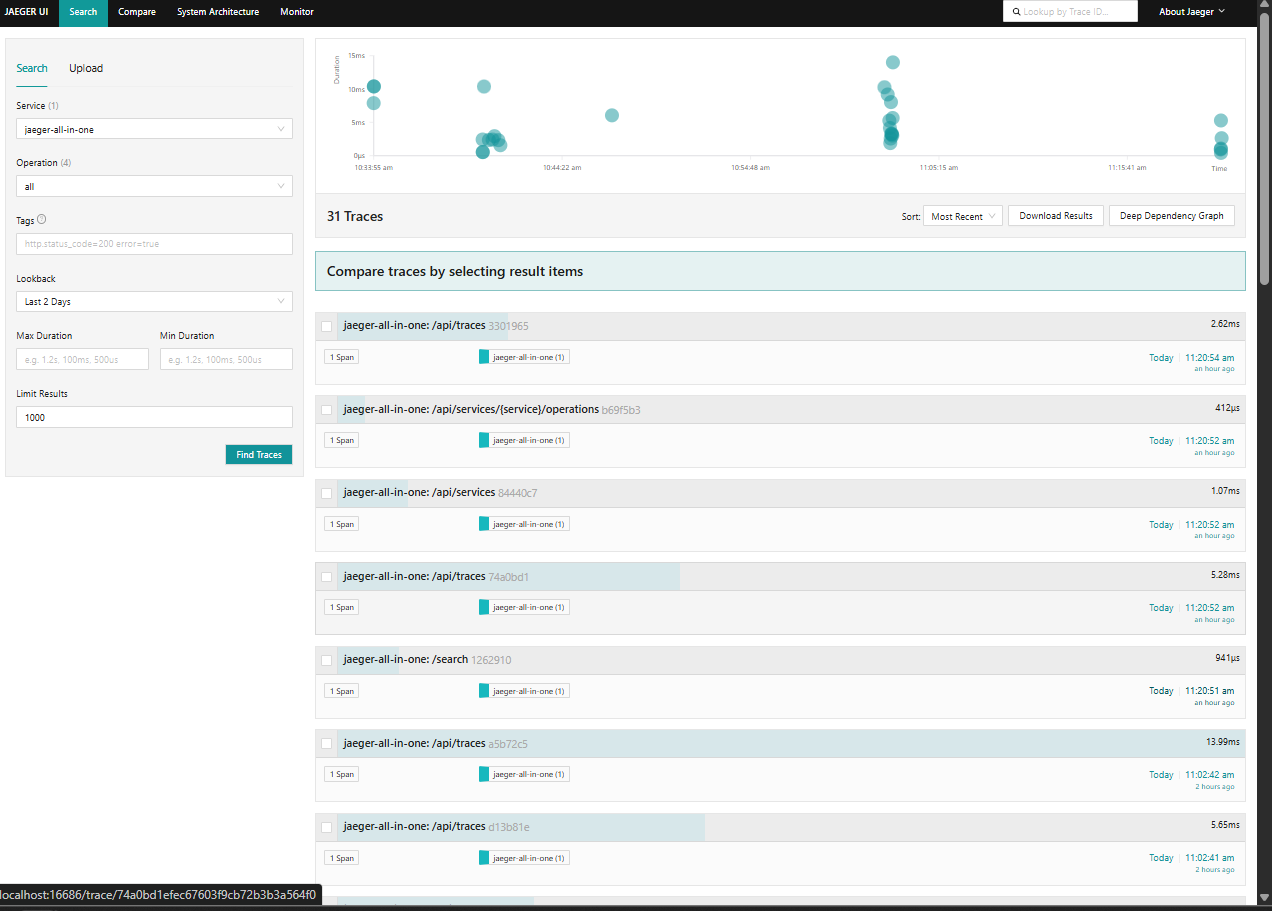 JAEGER UI Search Compare System Architecture Monitor Lookup by Trace ID... About Jaeger
Search Upload
Service (1)
jaeger-all-in-one
Operation (4)
all
Tags
http.status_code=200 error=true
Lookback
Last 2 Days
Max Duration Min Duration
e.g. 1.2s, 100ms, 500us e.g. 1.2s, 100ms, 500us
Limit Results
1000
Find Traces
Duration
15ms
10ms
5ms
0μs
10:33:55 am 10:44:22 am 10:54:48 am 11:05:15 am 11:15:41 am Time
31 Traces Sort: Most Recent Download Results Deep Dependency Graph
Compare traces by selecting result items
jaeger-all-in-one: /api/traces 3301965 2.62ms
1 Span jaeger-all-in-one (1) Today 11:20:54 am
an hour ago
jaeger-all-in-one: /api/services/{service}/operations b69f5b3 412μs
1 Span jaeger-all-in-one (1) Today 11:20:52 am
an hour ago
jaeger-all-in-one: /api/services 84440c7 1.07ms
1 Span jaeger-all-in-one (1) Today 11:20:52 am
an hour ago
jaeger-all-in-one: /api/traces 74a0bd1 5.28ms
1 Span jaeger-all-in-one (1) Today 11:20:52 am
an hour ago
jaeger-all-in-one: /search 1262910 941μs
1 Span jaeger-all-in-one (1) Today 11:20:51 am
an hour ago
jaeger-all-in-one: /api/traces a5b72c5 13.99ms
1 Span jaeger-all-in-one (1) Today 11:02:42 am
2 hours ago
jaeger-all-in-one: /api/traces d13b81e 5.65ms
1 Span jaeger-all-in-one (1) Today 11:02:41 am
2 hours ago
localhost:16686/trace/74a0bd1efec67603f9cb72b3b3a564f0